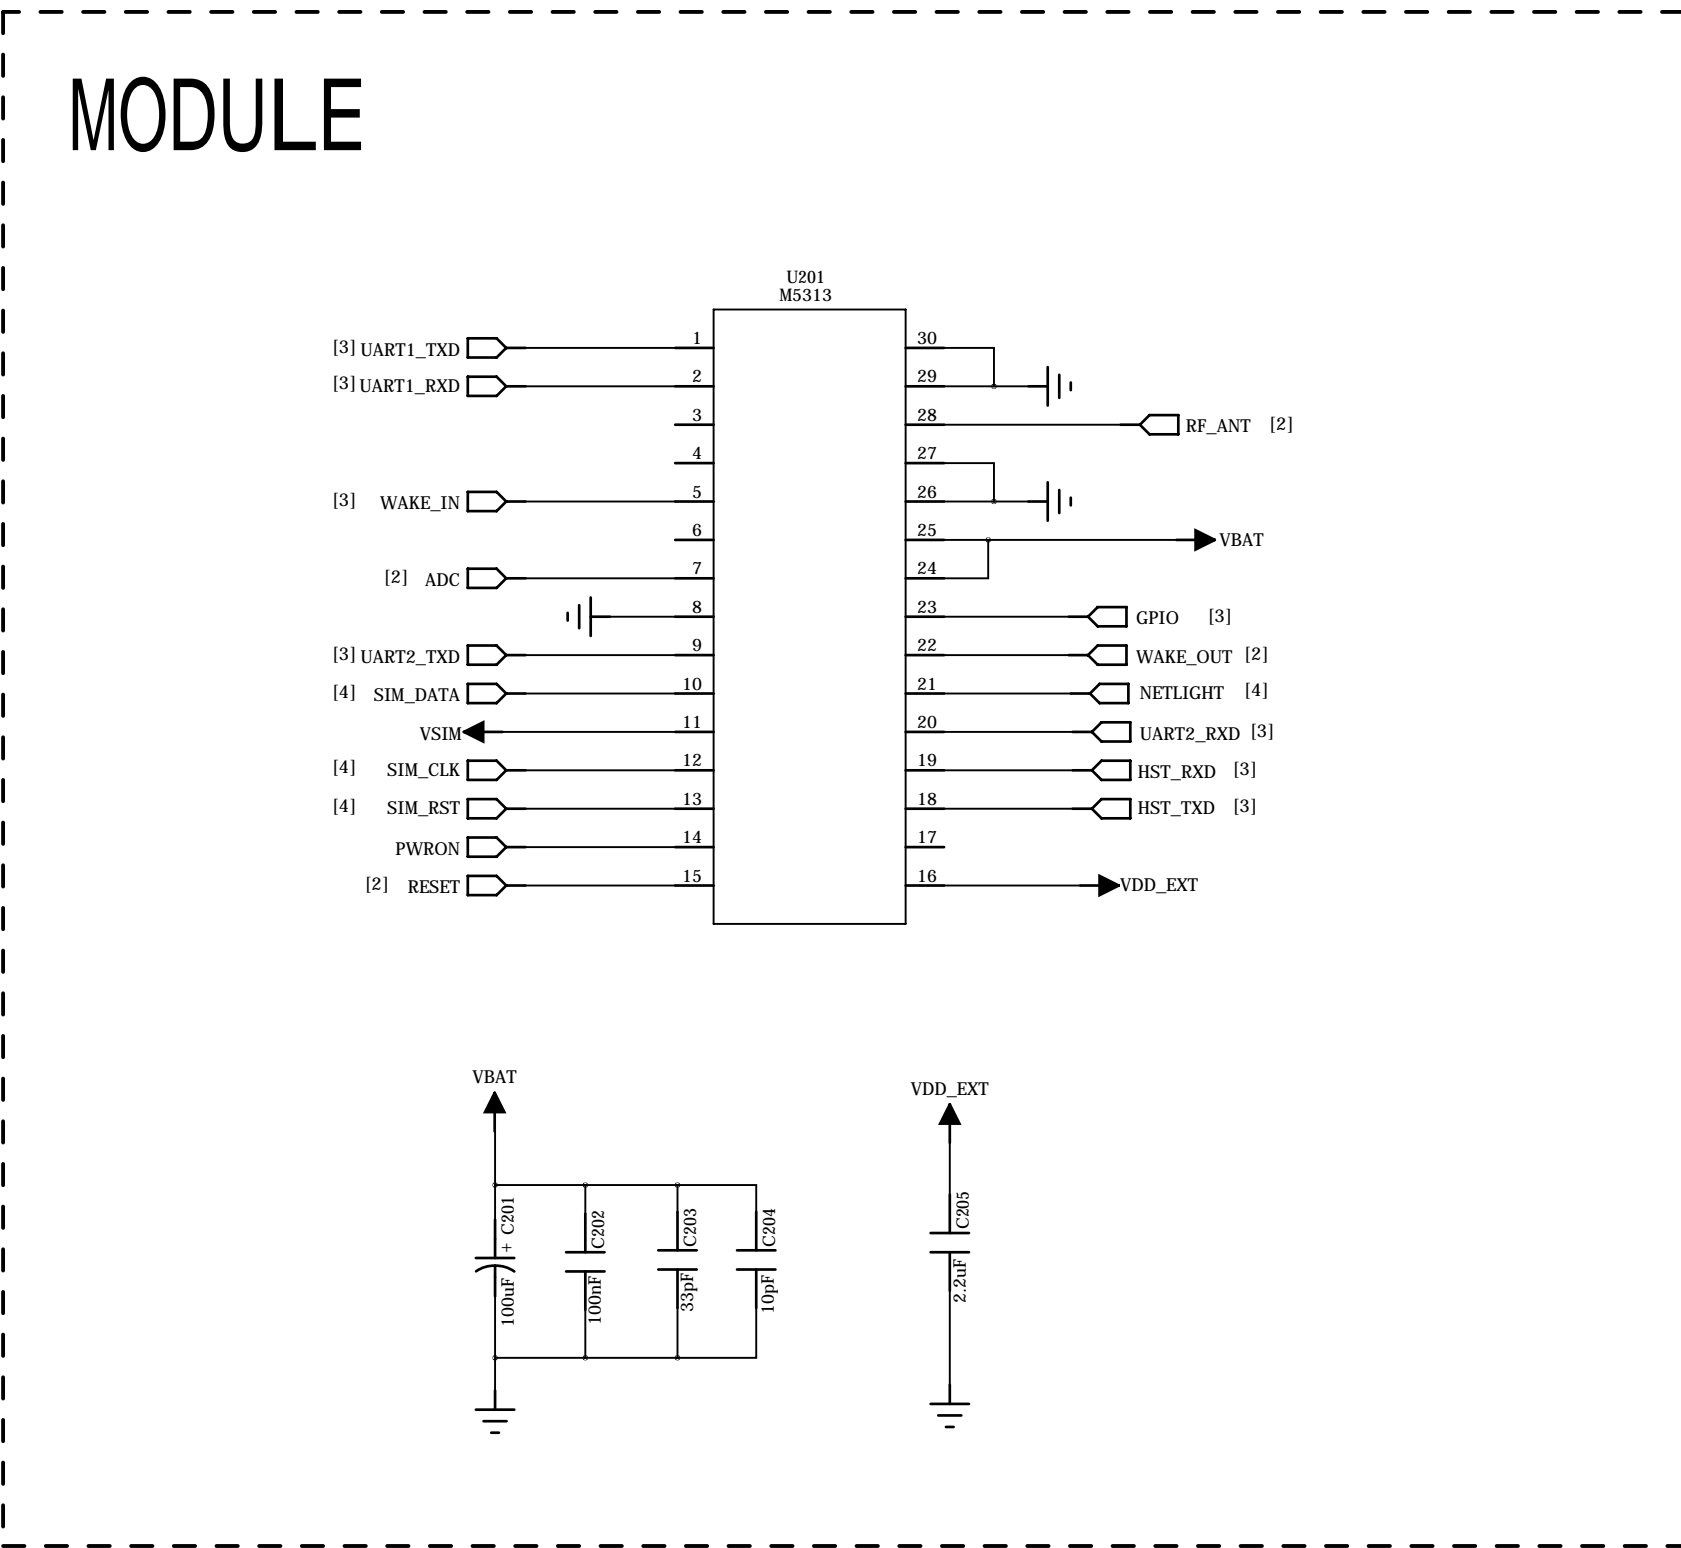 MODULE
U201
M5313
[3] UART1_TXD 1 30
[3] UART1_RXD 2 29
3 28 RF_ANT [2]
4 27
[3] WAKE_IN 5 26
6 25 VBAT
[2] ADC 7 24
8 23 GPIO [3]
[3] UART2_TXD 9 22 WAKE_OUT [2]
[4] SIM_DATA 10 21 NETLIGHT [4]
VSIM 11 20 UART2_RXD [3]
[4] SIM_CLK 12 19 HST_RXD [3]
[4] SIM_RST 13 18 HST_TXD [3]
PWRON 14 17
[2] RESET 15 16 VDD_EXT
VBAT
VDD_EXT
+ C201
100uF
C202
100nF
C203
33pF
C204
10pF
C205
2.2uF